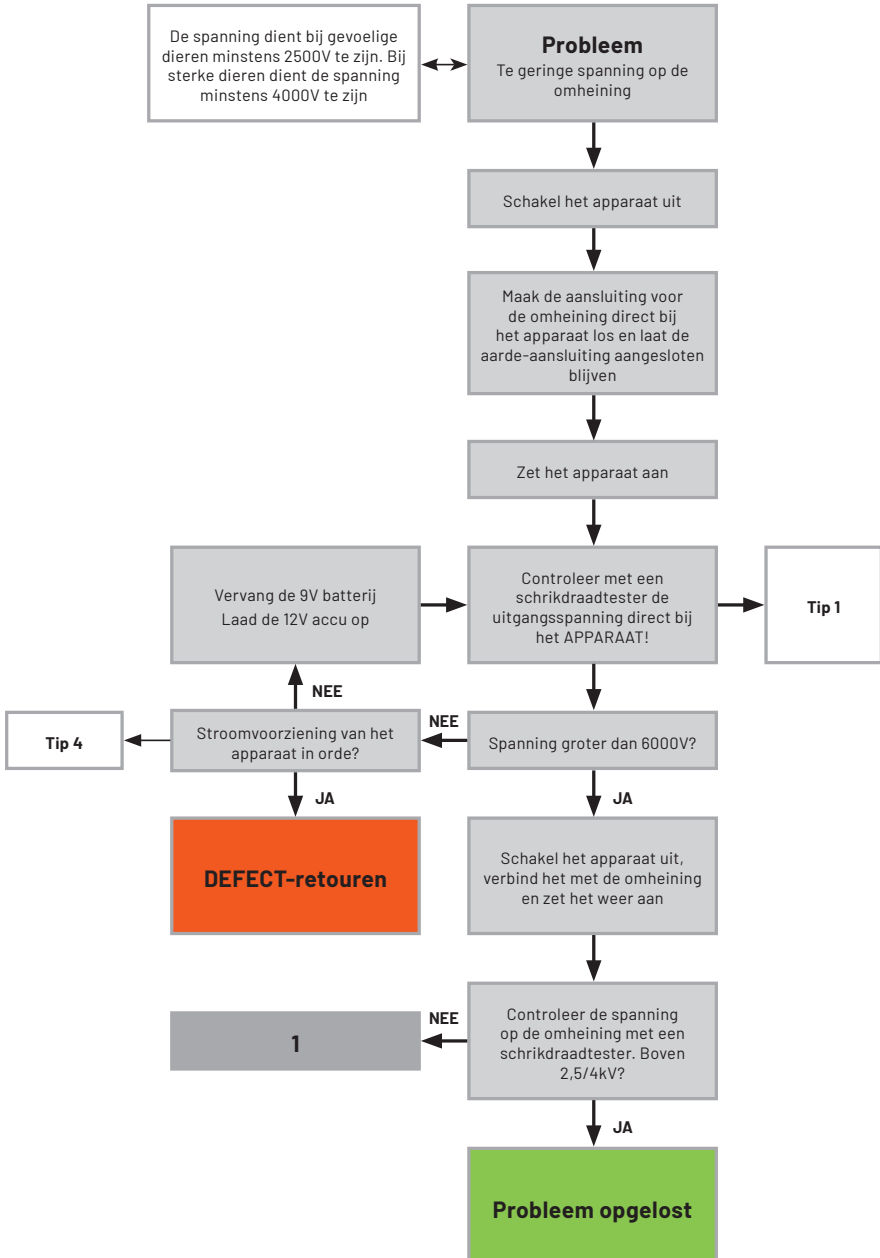 De spanning dient bij gevoelige
dieren minstens 2500V te zijn. Bij
sterke dieren dient de spanning
minstens 4000V te zijn
Probleem
Te geringe spanning op de
omheining
Schakel het apparaat uit
Maak de aansluiting voor
de omheining direct bij
het apparaat los en laat de
aarde-aansluiting aangesloten
blijven
Zet het apparaat aan
Vervang de 9V batterij
Laad de 12V accu op
Controleer met een
schrikdraadtester de
uitgangsspanning direct bij
het APPARAAT!
Tip 1
NEE
Tip 4
Stroomvoorziening van het
apparaat in orde?
NEE
Spanning groter dan 6000V?
JA
JA
DEFECT-retouren
Schakel het apparaat uit,
verbind het met de omheining
en zet het weer aan
1
NEE
Controleer de spanning
op de omheining met een
schrikdraadtester. Boven
2,5/4kV?
JA
Probleem opgelost